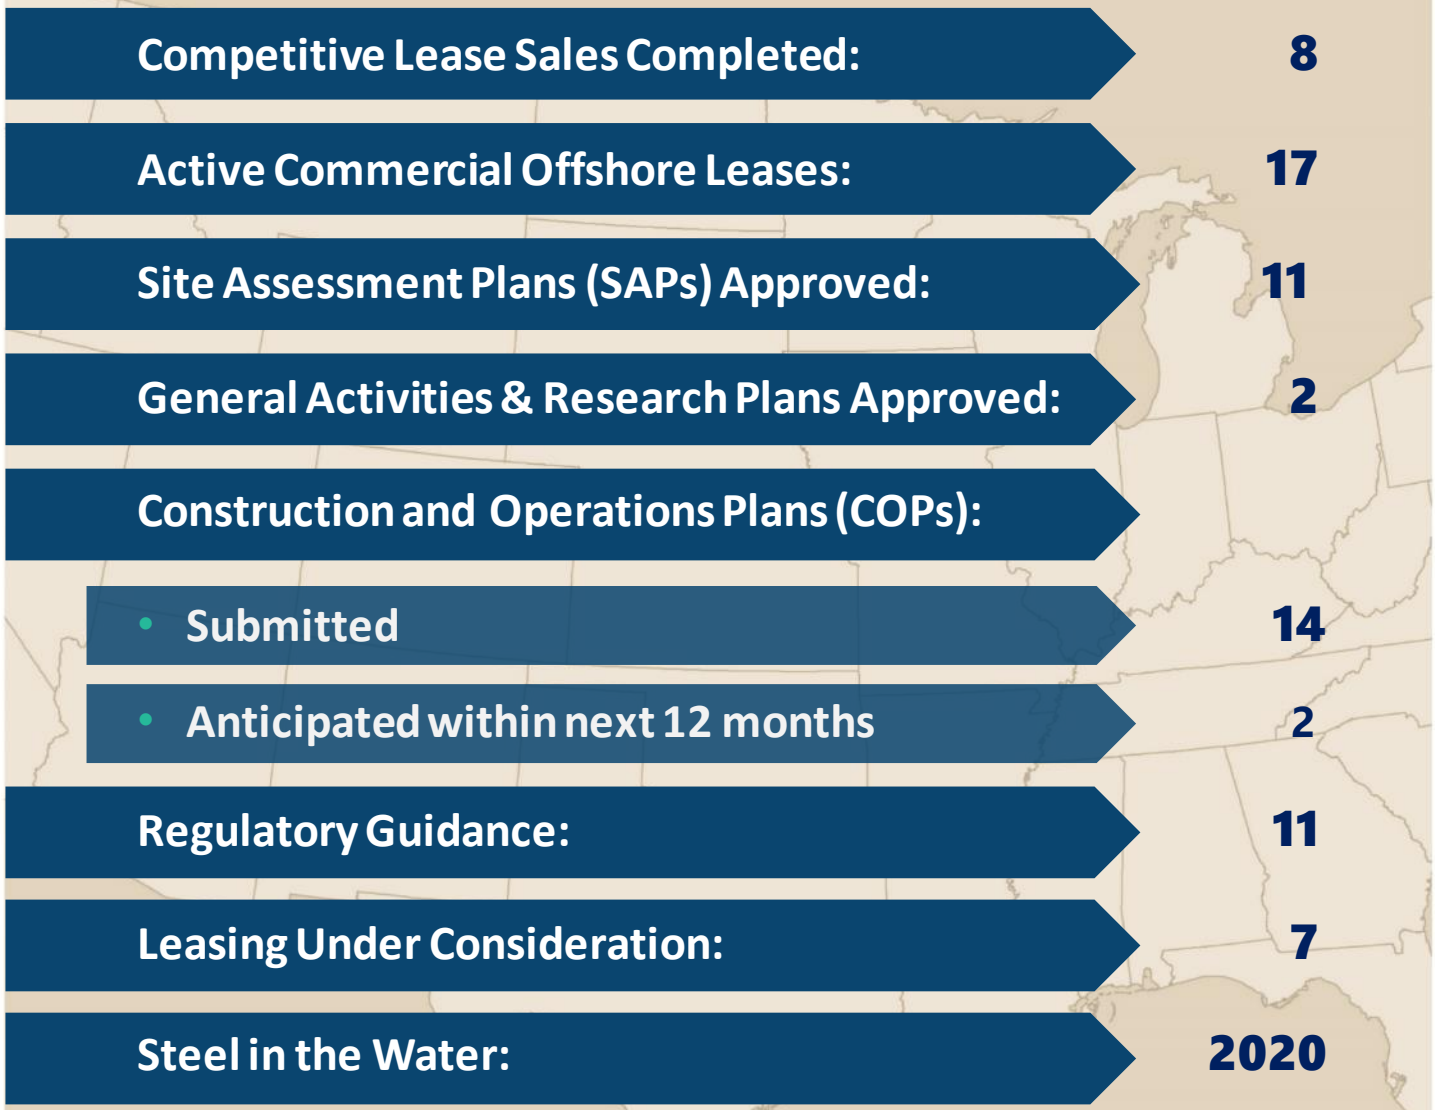 Competitive Lease Sales Completed: 8
Active Commercial Offshore Leases: 17
Site Assessment Plans (SAPs) Approved: 11
General Activities & Research Plans Approved: 2
Construction and Operations Plans (COPs):
• Submitted 14
• Anticipated within next 12 months 2
Regulatory Guidance: 11
Leasing Under Consideration: 7
Steel in the Water: 2020